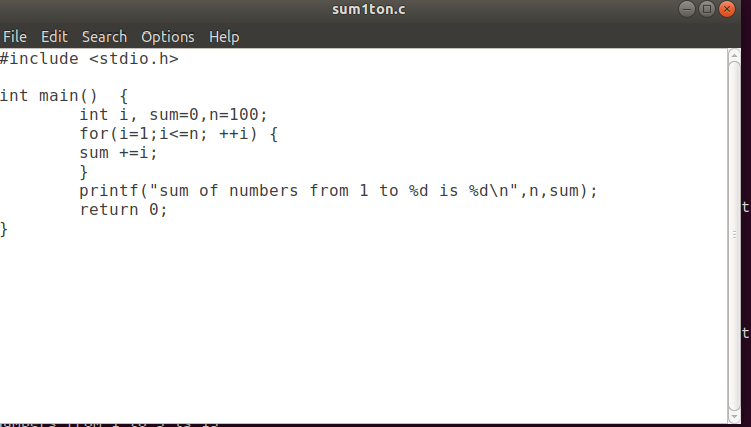 sum1ton.c
File Edit Search Options Help
#include <stdio.h>
int main()  {
        int i, sum=0,n=100;
        for(i=1;i<=n; ++i) {
        sum +=i;
        }
        printf("sum of numbers from 1 to %d is %d\n",n,sum);
        return 0;
}
t
t